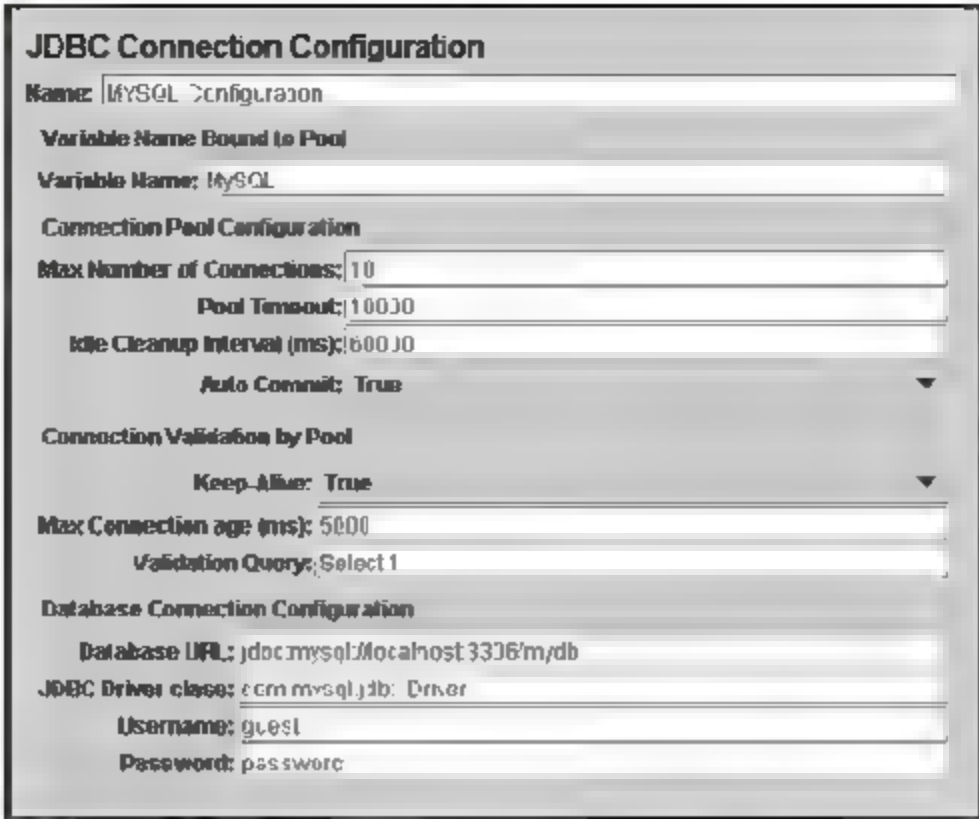 JDBC Connection Configuration
Name: MYSQL Configuration
Variable Name Bound to Pool
Variable Name: MySQL
Connection Pool Configuration
Max Number of Connections: 10
Pool Timeout: 10000
Idle Cleanup Interval (ms): 60000
Auto Commit: True
Connection Validation by Pool
Keep-Alive: True
Max Connection age (ms): 5000
Validation Query: Select 1
Database Connection Configuration
Database URL: jdbc:mysql://localhost:3306/
JDBC Driver class: com.mysql.jdbc.Driver
Username: guest
Password: password